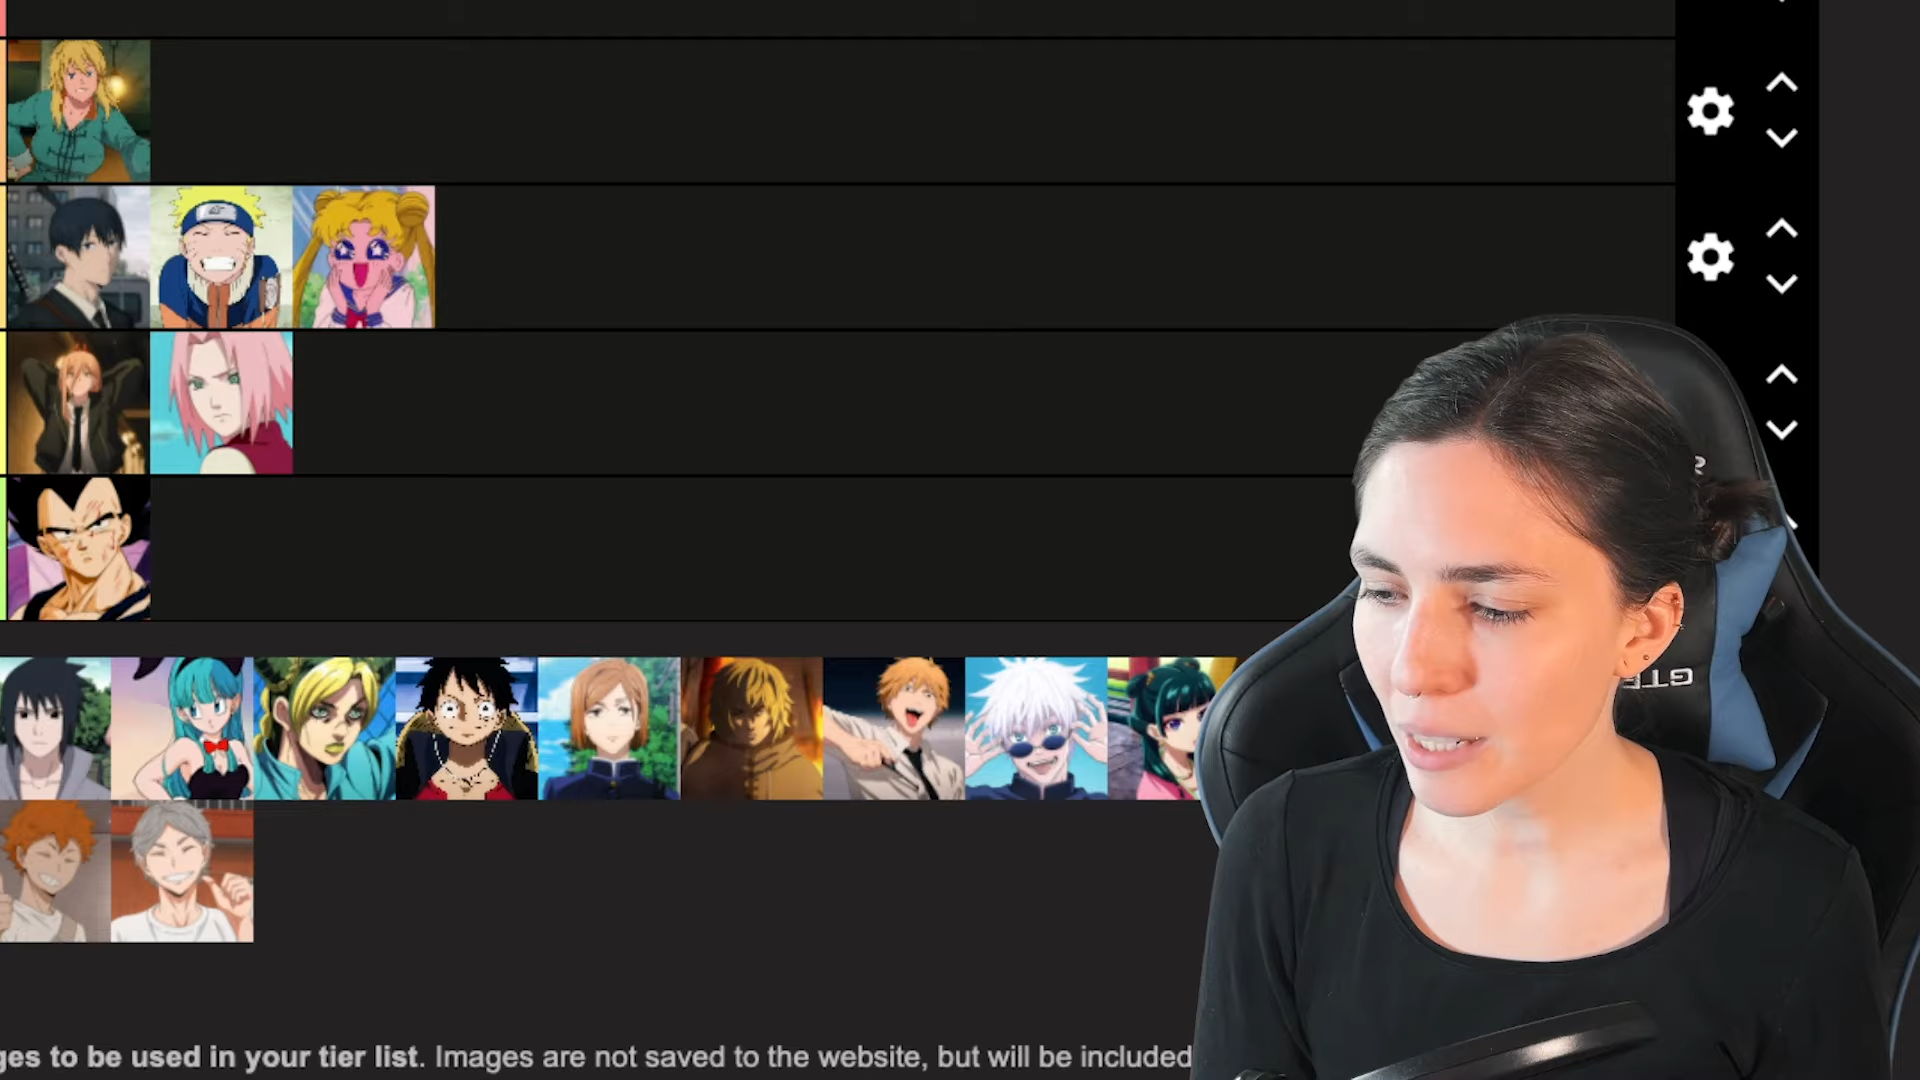 ges to be used in your tier list. Images are not saved to the website, but will be included
GTR